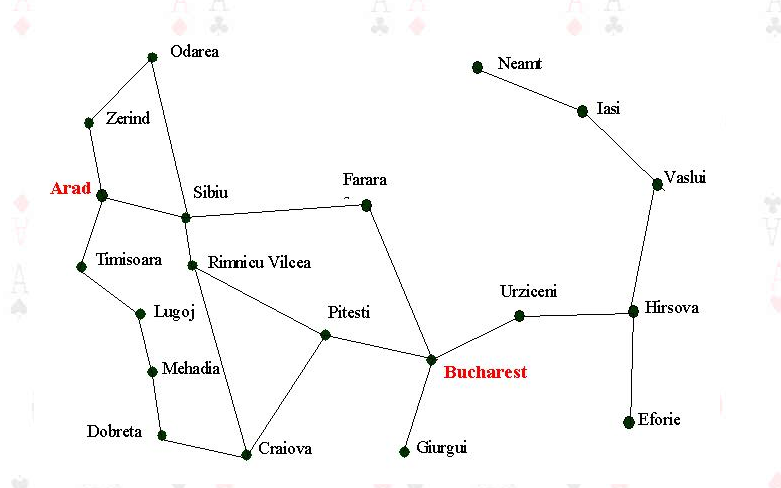 Odarea
Neamt
Iasi
Zerind
Vaslui
Farara
Arad
Sibiu
Timisoara
Rimnicu Vilcea
Urziceni
Lugoj
Pitesti
Hirsova
Mehadia
Bucharest
Dobreta
Eforie
Craiova
Giurgui